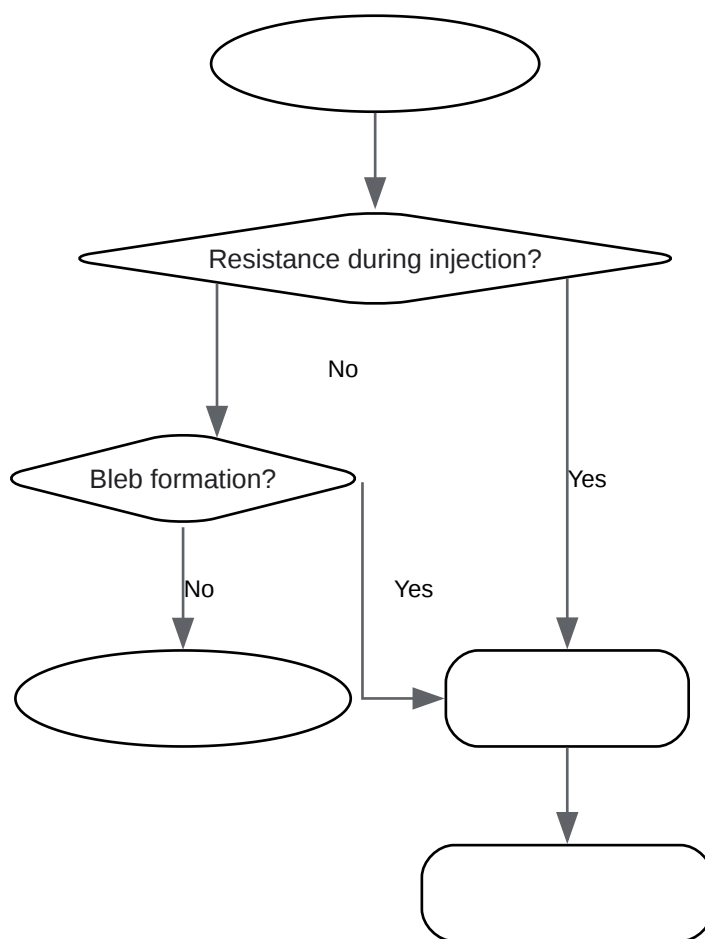 Resistance during injection?
No
Bleb formation?
Yes
No
Yes